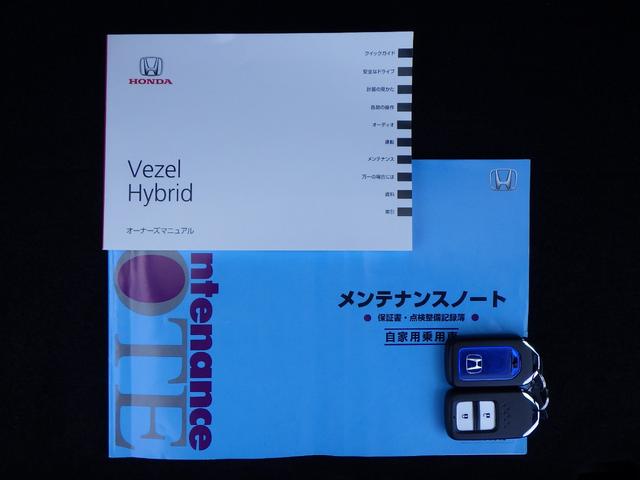 HONDA
Vezel
Hybrid
オーナーズマニュアル
クイックガイド
安全なドライブ
計器の見かた
各部の操作
オーディオ
運転
メンテナンス
万一の場合には
資料
索引
ntenance
OTE
メンテナンスノート
● 保証書・点検整備記録簿 ●
自家用乗用車